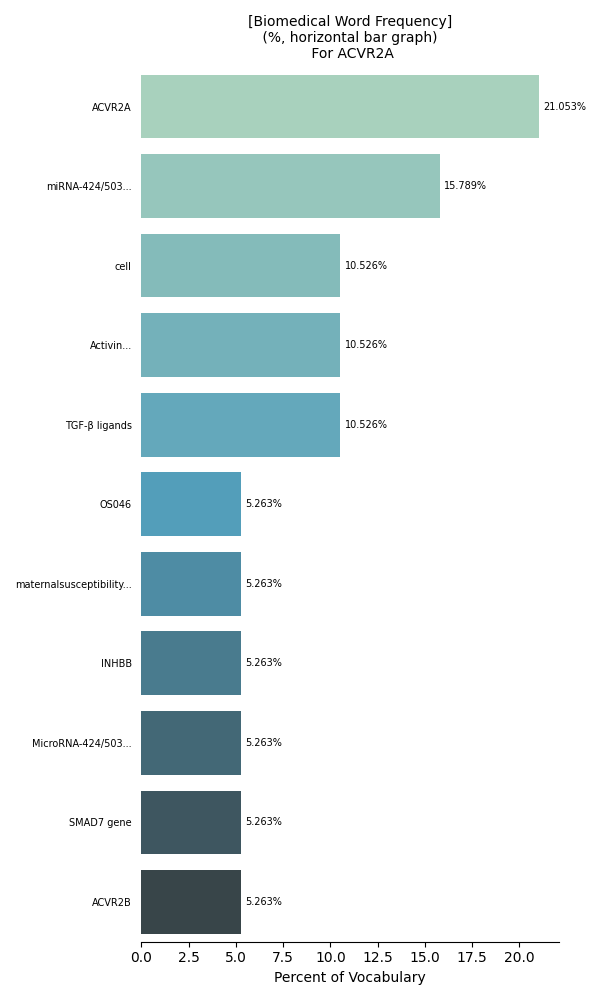 [Biomedical Word Frequency]
(%, horizontal bar graph)
For ACVR2A
ACVR2A 21.053%
miRNA-424/503... 15.789%
cell 10.526%
Activin... 10.526%
TGF-β ligands 10.526%
OS046 5.263%
maternalsusceptibility... 5.263%
INHBB 5.263%
MicroRNA-424/503... 5.263%
SMAD7 gene 5.263%
ACVR2B 5.263%
0.0 2.5 5.0 7.5 10.0 12.5 15.0 17.5 20.0
Percent of Vocabulary